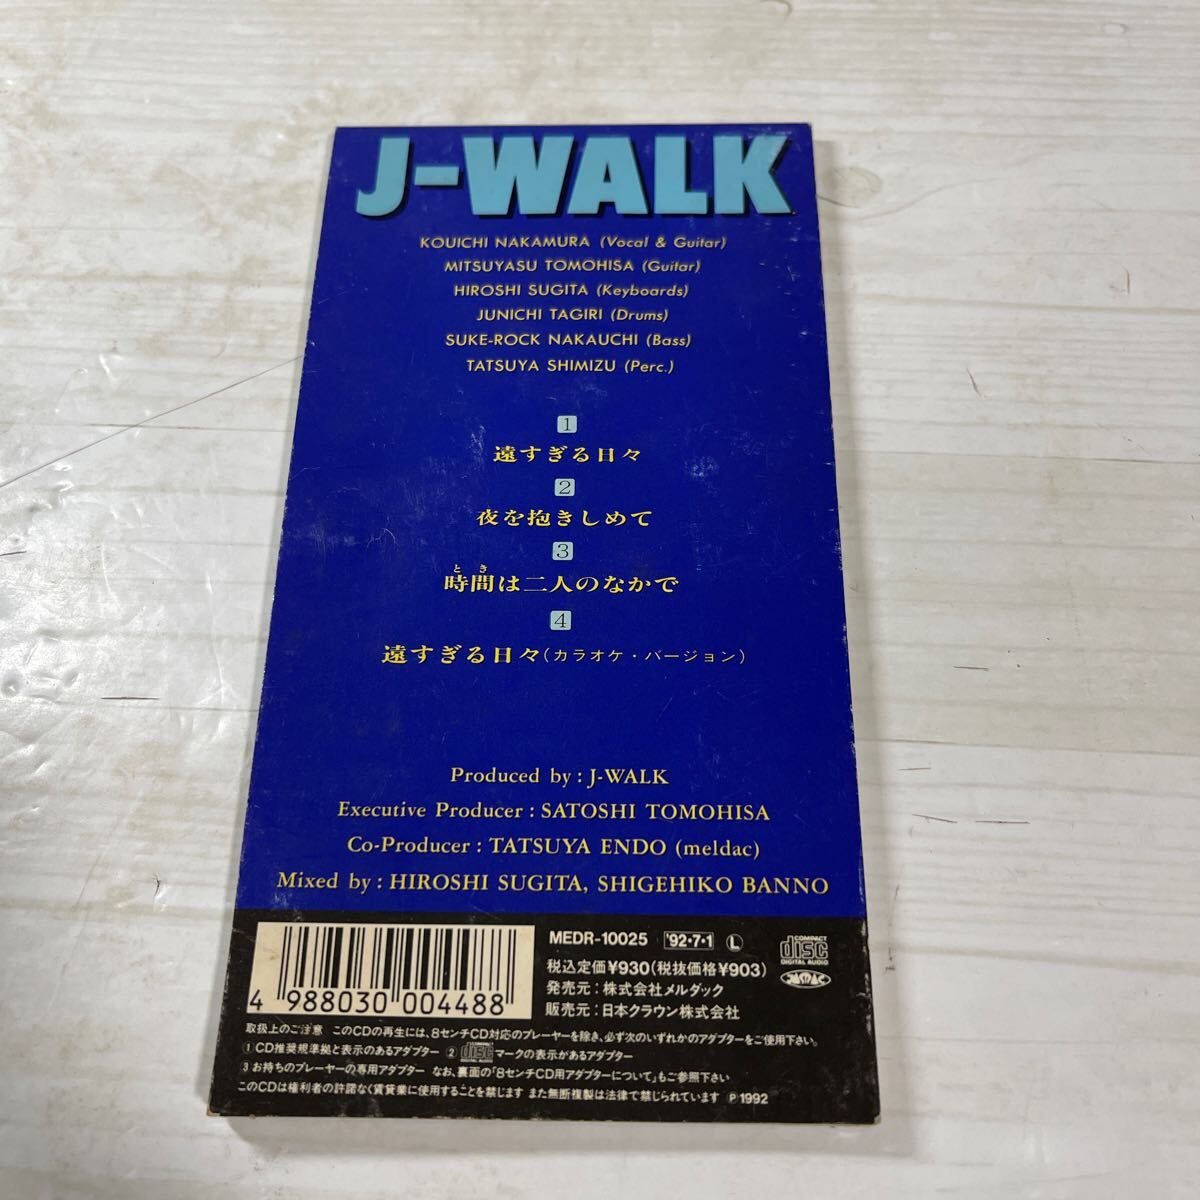 J-WALK
KOUICHI NAKAMURA (Vocal & Guitar)
MITSUYASU TOMOHISA (Guitar)
HIROSHI SUGITA (Keyboards)
JUNICHI TAGIRI (Drums)
SUKE-ROCK NAKAUCHI (Bass)
TATSUYA SHIMIZU (Perc.)
1
遠すぎる日々
2
夜を抱きしめて
3
とき
時間は二人のなかで
4
遠すぎる日々(カラオケ・バージョン)
Produced by : J-WALK
Executive Producer : SATOSHI TOMOHISA
Co-Producer : TATSUYA ENDO (meldac)
Mixed by : HIROSHI SUGITA, SHIGEHIKO BANNO
MEDR-10025 '92・7・1 L
COMPACT disc DIGITAL AUDIO
税込定価¥930(税抜価格¥903)
発売元：株式会社メルダック
販売元：日本クラウン株式会社
4 988030 004488
取扱上のご注意 このCDの再生には、8センチCD対応のプレーヤーを除き、必ず次のいずれかのアダプターをご使用下さい。
①CD推奨規準拠と表示のあるアダプター ② COMPACT disc DIGITAL AUDIO マークの表示があるアダプター
③お持ちのプレーヤーの専用アダプター なお、裏面の「8センチCD用アダプターについて」もご参照下さい
このCDは権利者の許諾なく賃貸業に使用することを禁じます また無断複製は法律で禁じられています ℗1992